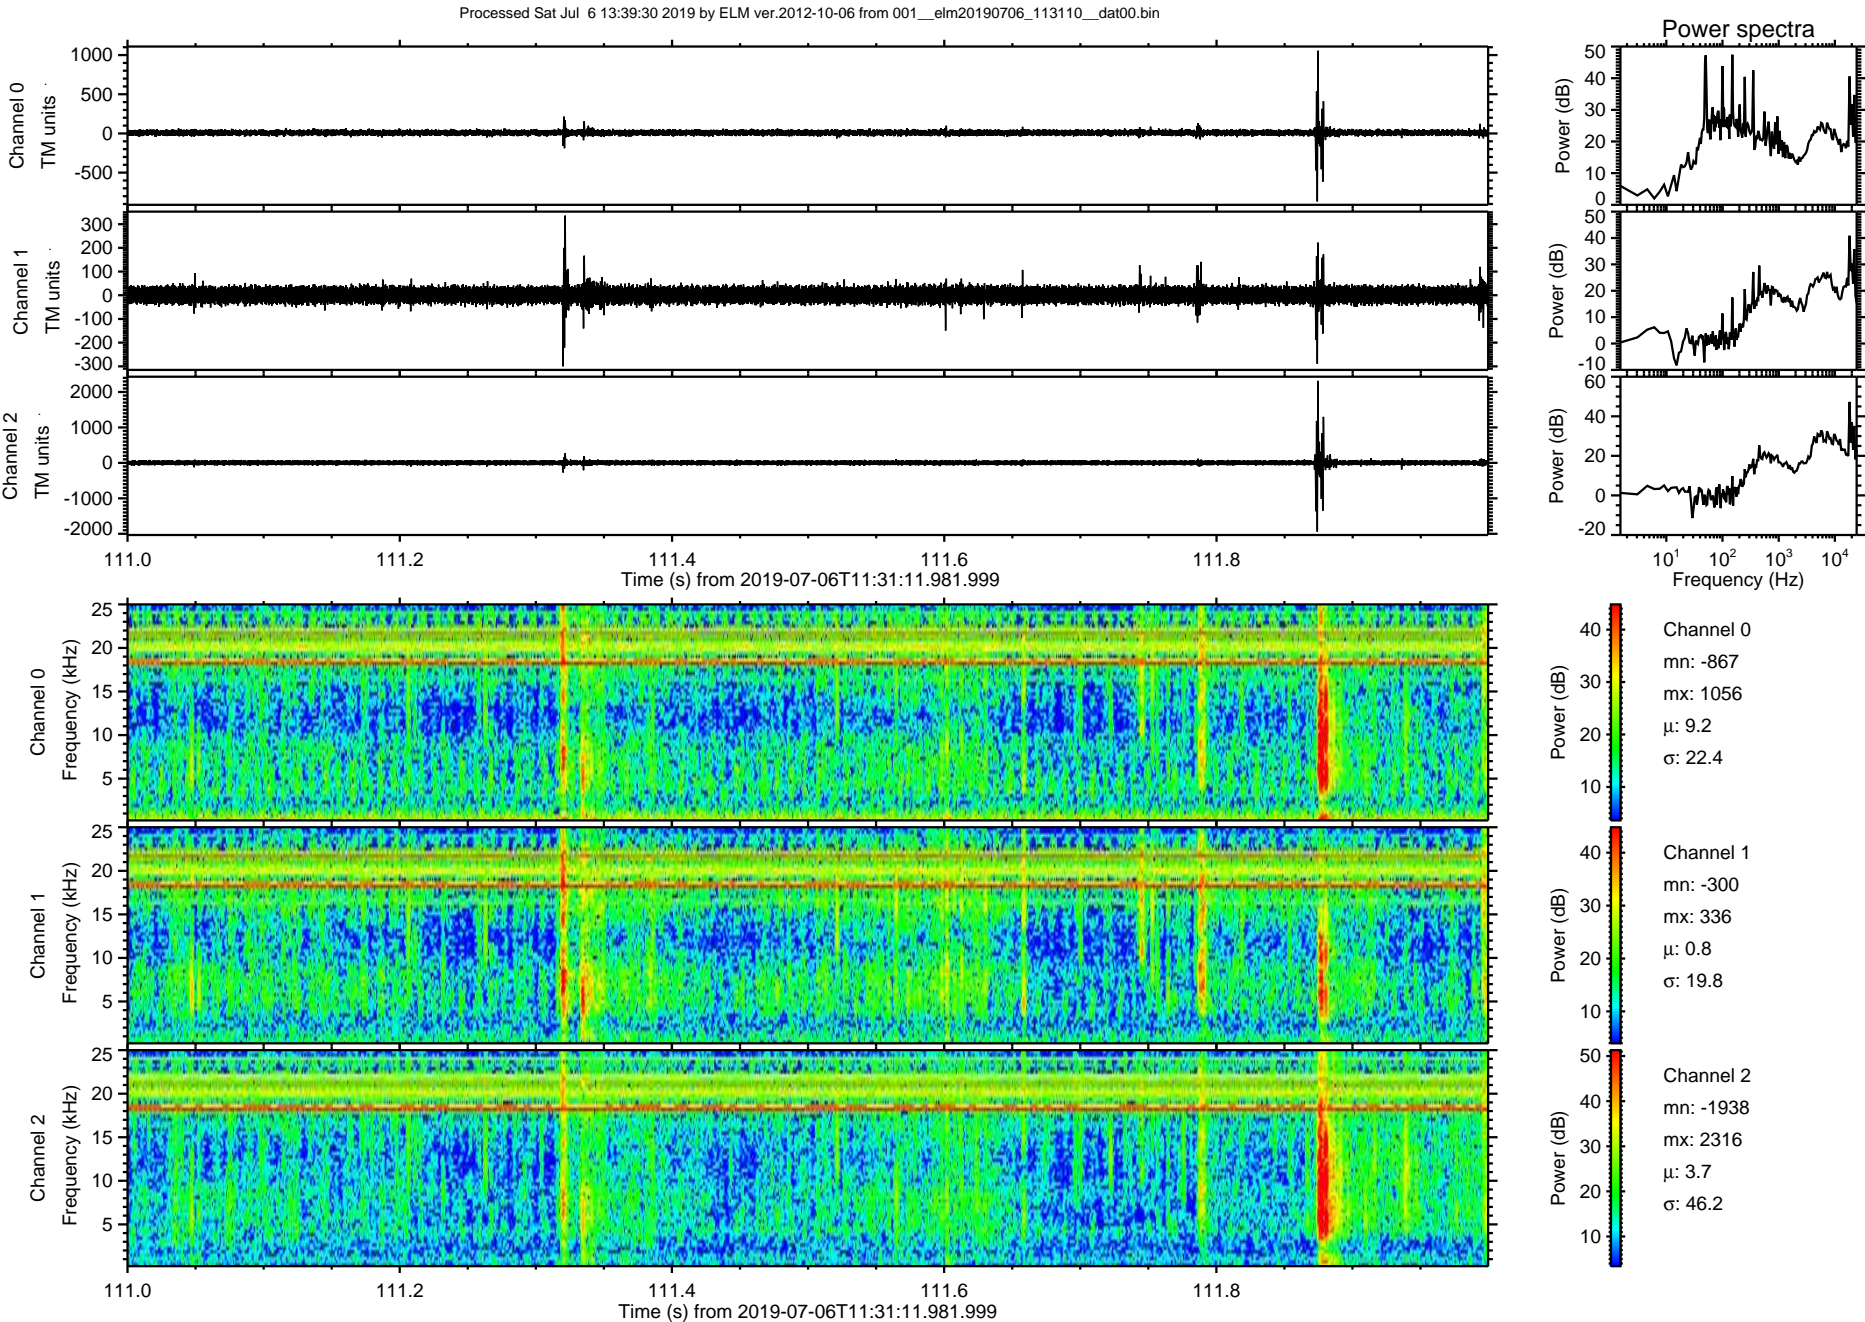 Processed Sat Jul  6 13:39:30 2019 by ELM ver.2012-10-06 from 001__elm20190706_113110__dat00.bin
Power spectra
Channel 0
TM units
1000
500
0
-500
Power (dB)
50
40
30
20
10
0
Channel 1
TM units
300
200
100
0
-100
-200
-300
Power (dB)
50
40
30
20
10
0
-10
Channel 2
TM units
2000
1000
0
-1000
-2000
Power (dB)
60
40
20
0
-20
111.0 111.2 111.4 111.6 111.8
Time (s) from 2019-07-06T11:31:11.981.999
10^1 10^2 10^3 10^4
Frequency (Hz)
Channel 0
Frequency (kHz)
25
20
15
10
5
Power (dB)
40
30
20
10
Channel 0
mn: -867
mx: 1056
µ: 9.2
σ: 22.4
Channel 1
Frequency (kHz)
25
20
15
10
5
Power (dB)
40
30
20
10
Channel 1
mn: -300
mx: 336
µ: 0.8
σ: 19.8
Channel 2
Frequency (kHz)
25
20
15
10
5
Power (dB)
50
40
30
20
10
Channel 2
mn: -1938
mx: 2316
µ: 3.7
σ: 46.2
111.0 111.2 111.4 111.6 111.8
Time (s) from 2019-07-06T11:31:11.981.999